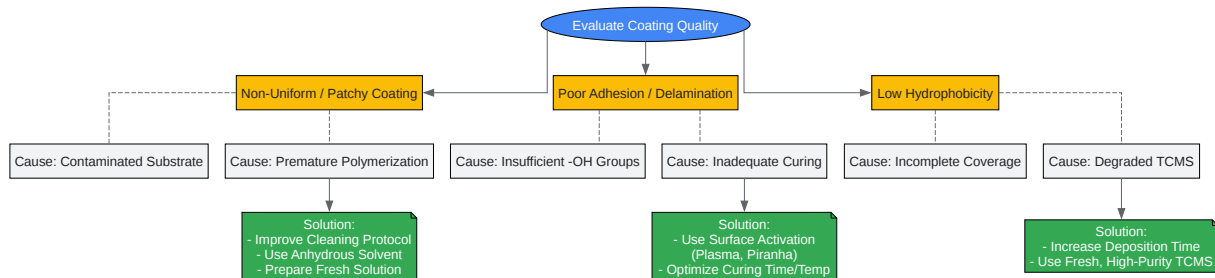 Evaluate Coating Quality
Non-Uniform / Patchy Coating
Poor Adhesion / Delamination
Low Hydrophobicity
Cause: Contaminated Substrate
Cause: Premature Polymerization
Cause: Insufficient -OH Groups
Cause: Inadequate Curing
Cause: Incomplete Coverage
Cause: Degraded TCMS
Solution:
- Improve Cleaning Protocol
- Use Anhydrous Solvent
- Prepare Fresh Solution
Solution:
- Use Surface Activation
(Plasma, Piranha)
- Optimize Curing Time/Temp
Solution:
- Increase Deposition Time
- Use Fresh, High-Purity TCMS